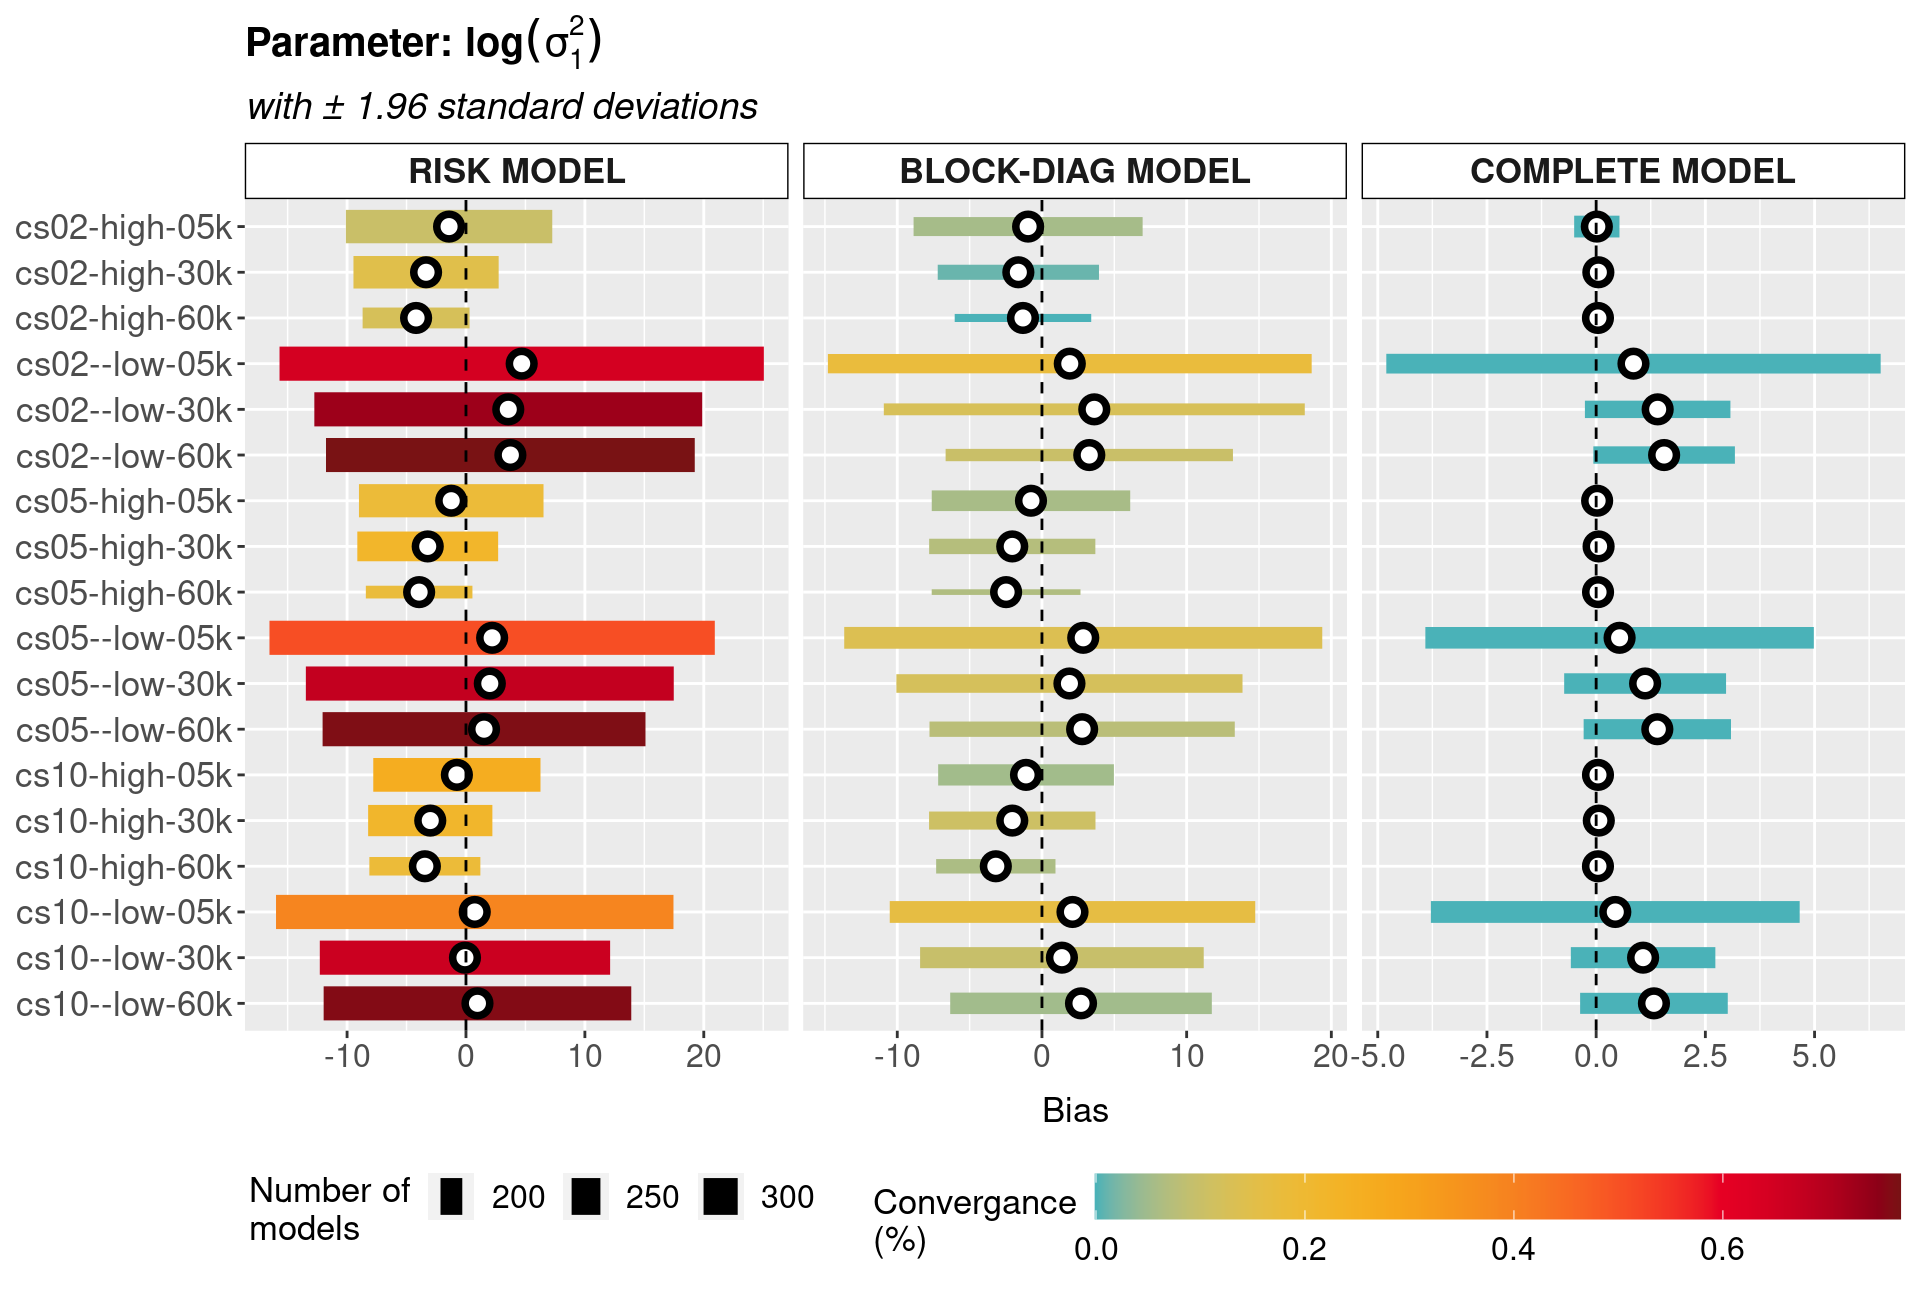 Parameter: log(σ₁²)
with ± 1.96 standard deviations
RISK MODEL BLOCK-DIAG MODEL COMPLETE MODEL
cs02-high-05k
cs02-high-30k
cs02-high-60k
cs02--low-05k
cs02--low-30k
cs02--low-60k
cs05-high-05k
cs05-high-30k
cs05-high-60k
cs05--low-05k
cs05--low-30k
cs05--low-60k
cs10-high-05k
cs10-high-30k
cs10-high-60k
cs10--low-05k
cs10--low-30k
cs10--low-60k
-10 0 10 20 -10 0 10 20 -5.0 -2.5 0.0 2.5 5.0
Bias
Number of
models
200 250 300
Convergance
(%)
0.0 0.2 0.4 0.6